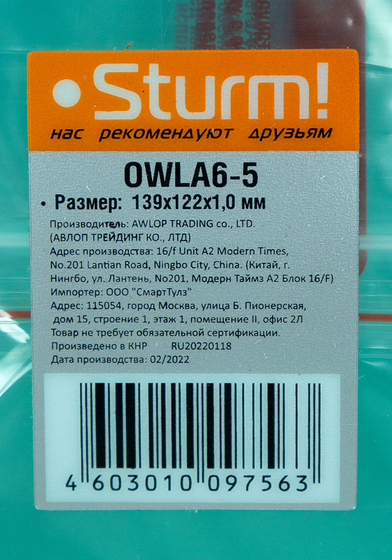 Sturm!
нас рекомендуют друзьям
OWLA6-5
• Размер: 139x122x1,0 мм
Производитель: AWLOP TRADING co., LTD.
(АВЛОП ТРЕЙДИНГ КО., ЛТД)
Адрес производства: 16/f Unit A2 Modern Times,
No.201 Lantian Road, Ningbo City, China. (Китай, г.
Нингбо, ул. Лантен, No201, Модерн Таймз А2 Блок 16/F)
Импортер: ООО "СмартТулз"
Адрес: 115054, город Москва, улица Б. Пионерская,
дом 15, строение 1, этаж 1, помещение II, офис 2Л
Товар не требует обязательной сертификации.
Произведено в КНР RU20220118
Дата производства: 02/2022
4 603010 097563